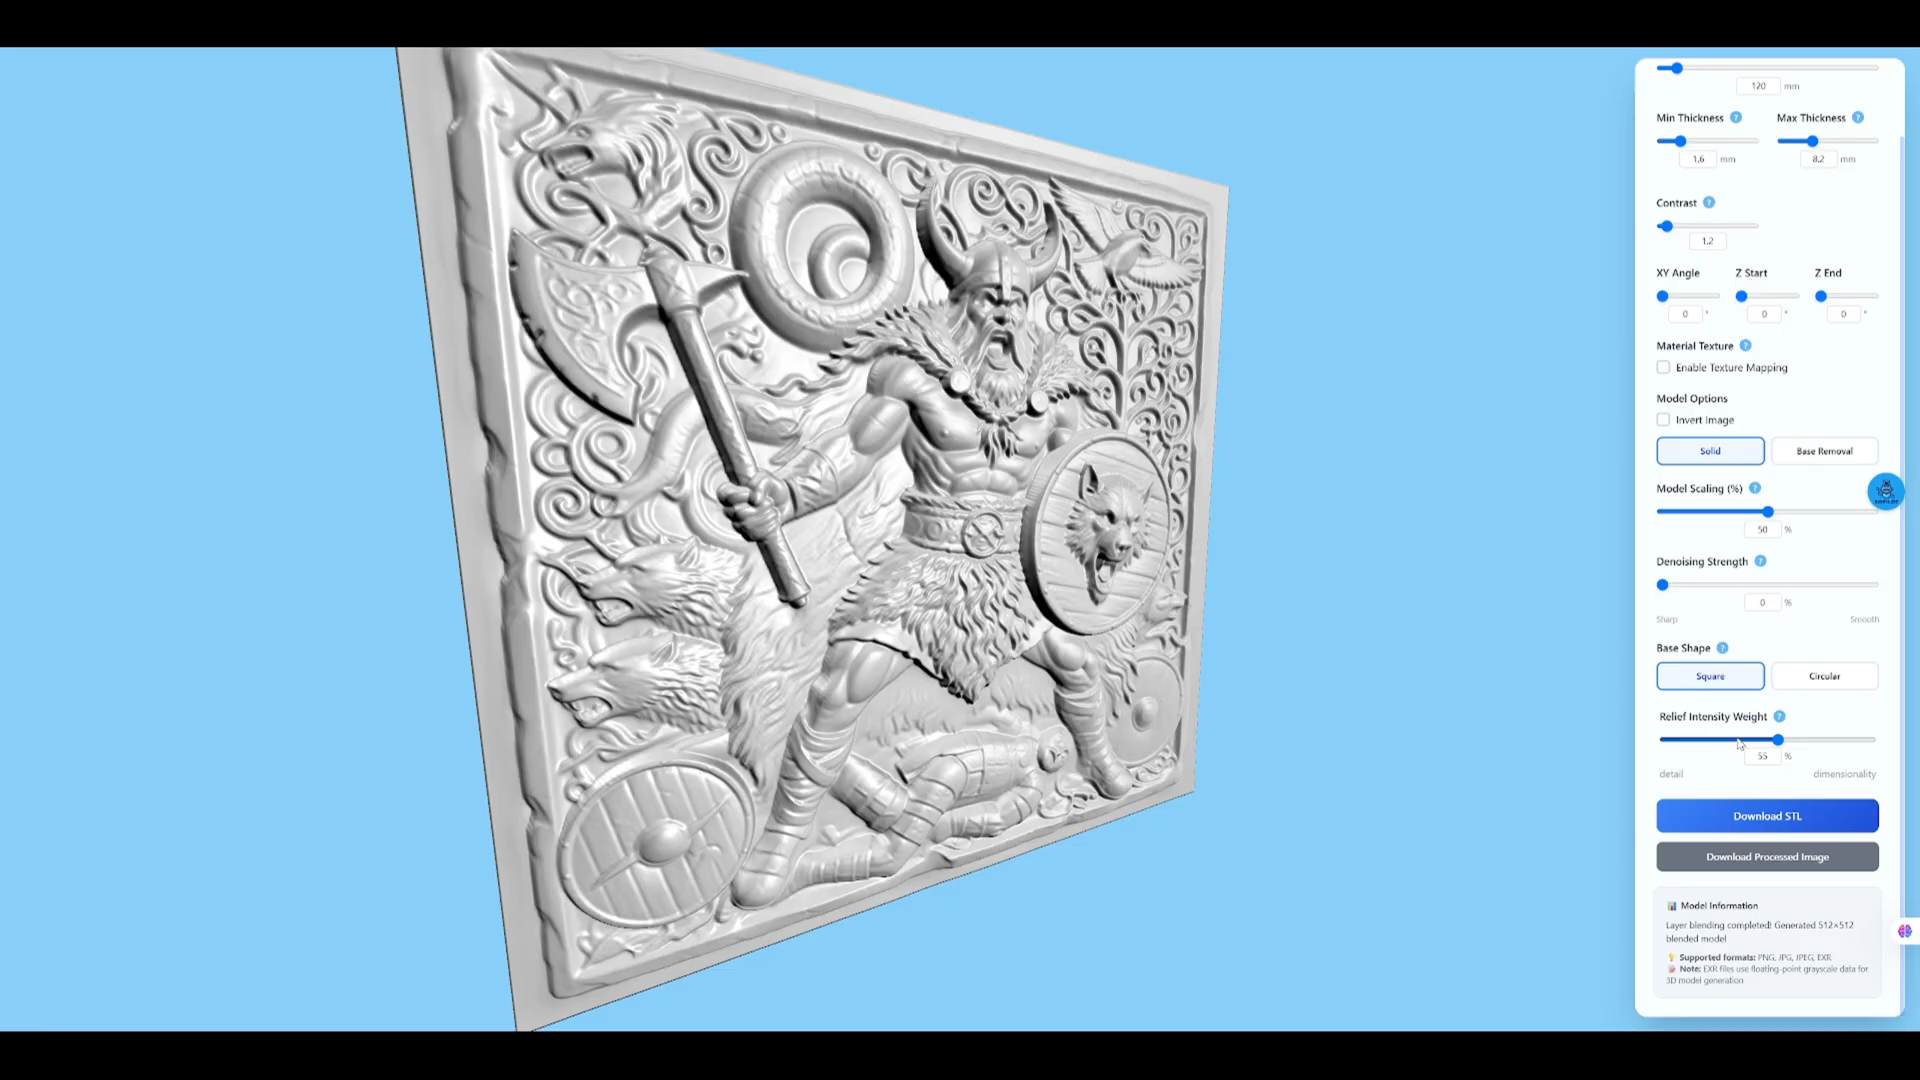 120 mm
Min Thickness ? Max Thickness ?
1.6 mm 8.2 mm
Contrast ?
1.2
XY Angle Z Start Z End
0 ° 0 ° 0 °
Material Texture ?
Enable Texture Mapping
Model Options
Invert Image
Solid Base Removal
Model Scaling (%) ?
50 %
Denoising Strength ?
0 %
Sharp Smooth
Base Shape ?
Square Circular
Relief Intensity Weight ?
55 %
detail dimensionality
Download STL
Download Processed Image
Model Information
Layer blending completed! Generated 512×512
blended model
Supported formats: PNG, JPG, JPEG, EXR
Note: EXR files use floating-point grayscale data for
3D model generation